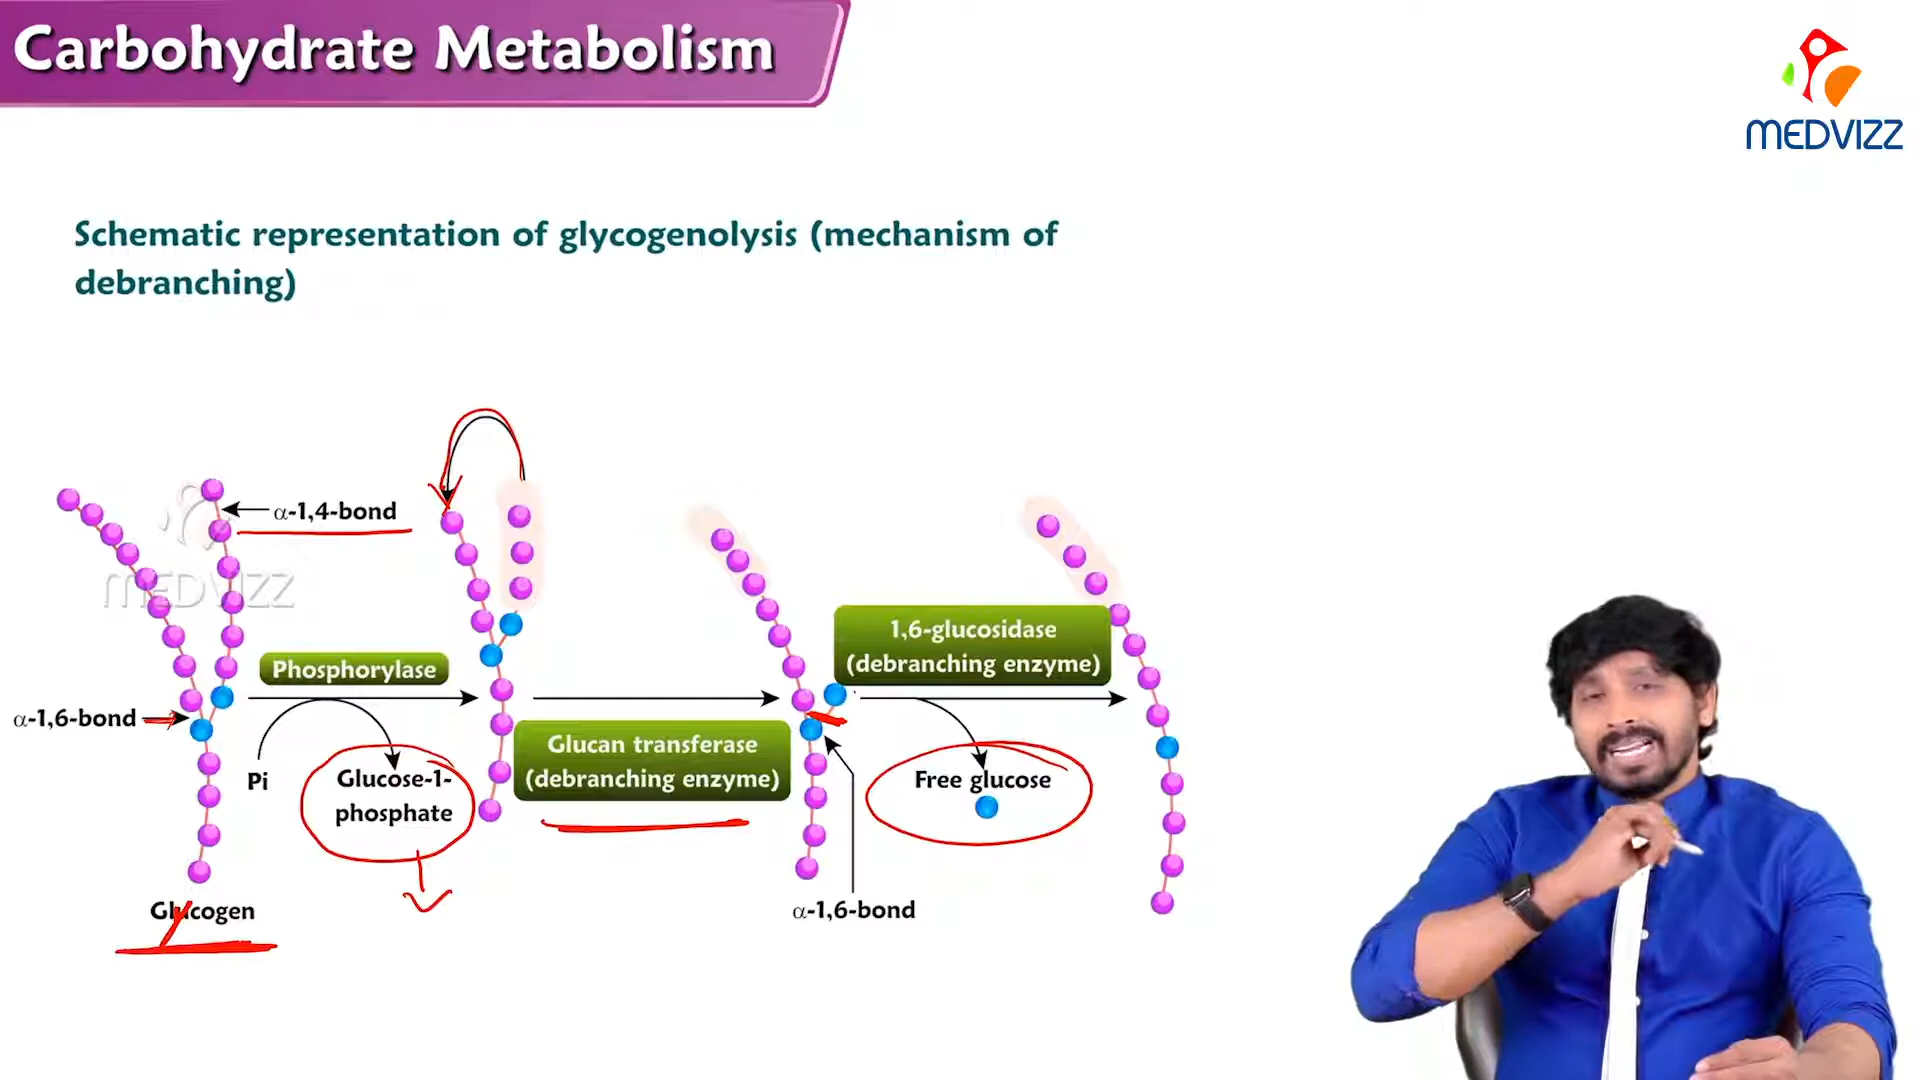 Carbohydrate Metabolism
MEDVIZZ
Schematic representation of glycogenolysis (mechanism of
debranching)
α-1,4-bond
MEDVIZZ
1,6-glucosidase
(debranching enzyme)
Phosphorylase
α-1,6-bond
Glucan transferase
(debranching enzyme)
Pi
Glucose-1-
phosphate
Free glucose
Glycogen
α-1,6-bond